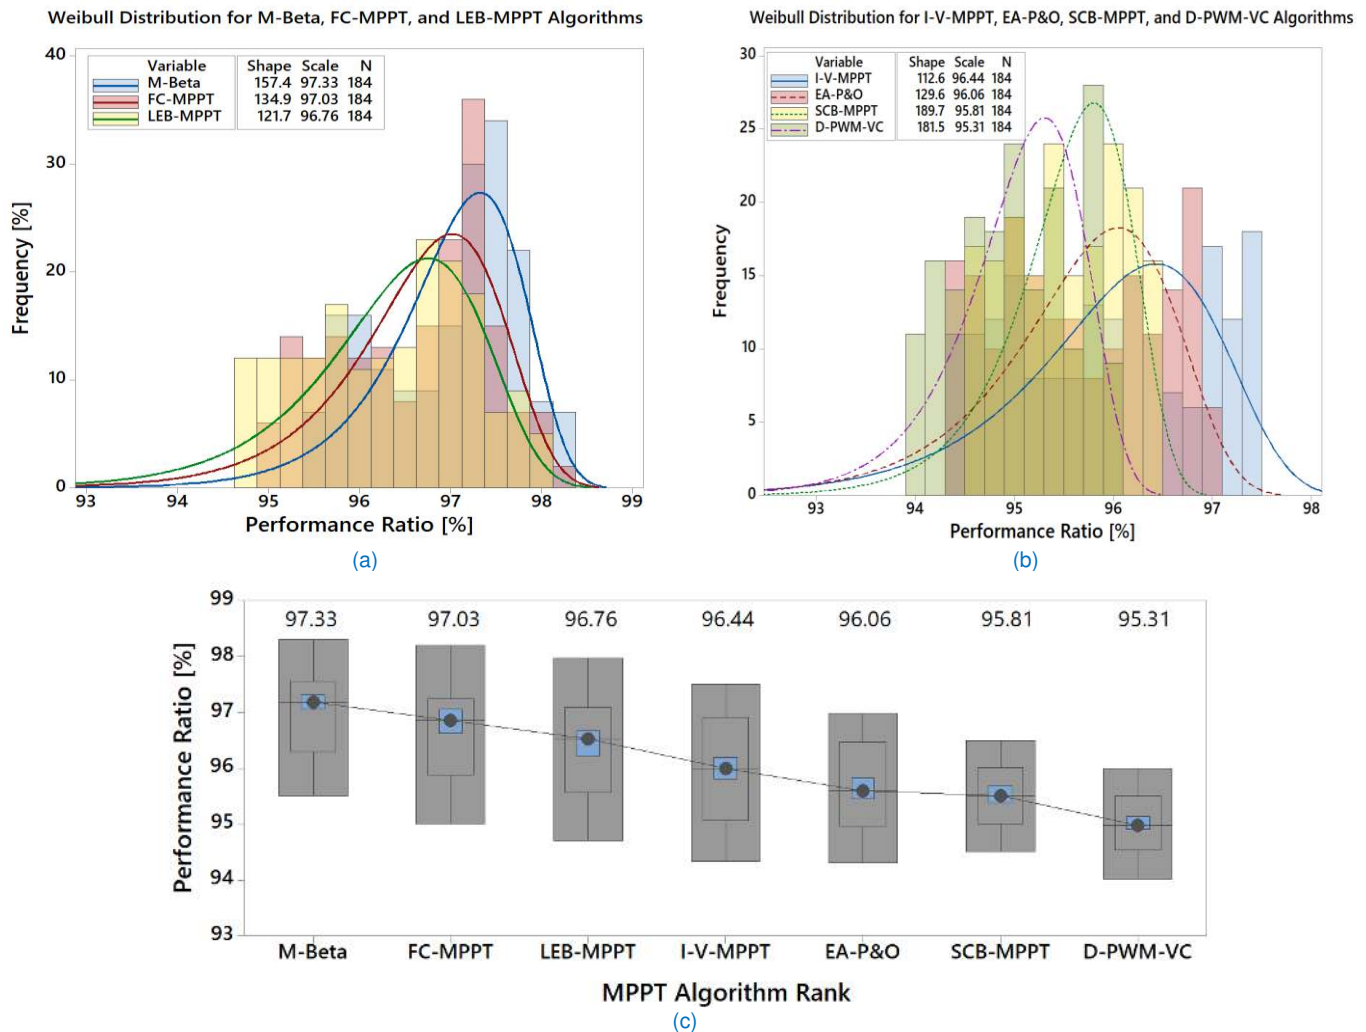 Weibull Distribution for M-Beta, FC-MPPT, and LEB-MPPT Algorithms
40
30
20
10
0
Frequency [%]
Variable Shape Scale N
M-Beta 157.4 97.33 184
FC-MPPT 134.9 97.03 184
LEB-MPPT 121.7 96.76 184
93 94 95 96 97 98 99
Performance Ratio [%]
(a)
Weibull Distribution for I-V-MPPT, EA-P&O, SCB-MPPT, and D-PWM-VC Algorithms
30
25
20
15
10
5
0
Frequency
Variable Shape Scale N
I-V-MPPT 112.6 96.44 184
EA-P&O 129.6 96.06 184
SCB-MPPT 189.7 95.81 184
D-PWM-VC 181.5 95.31 184
93 94 95 96 97 98
Performance Ratio [%]
(b)
99
98
97
96
95
94
93
Performance Ratio [%]
97.33 97.03 96.76 96.44 96.06 95.81 95.31
M-Beta FC-MPPT LEB-MPPT I-V-MPPT EA-P&O SCB-MPPT D-PWM-VC
MPPT Algorithm Rank
(c)